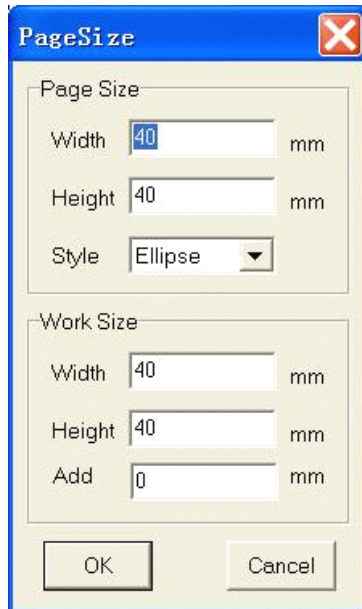 PageSize
Page Size
Width 40 mm
Height 40 mm
Style Ellipse
Work Size
Width 40 mm
Height 40 mm
Add 0 mm
OK Cancel